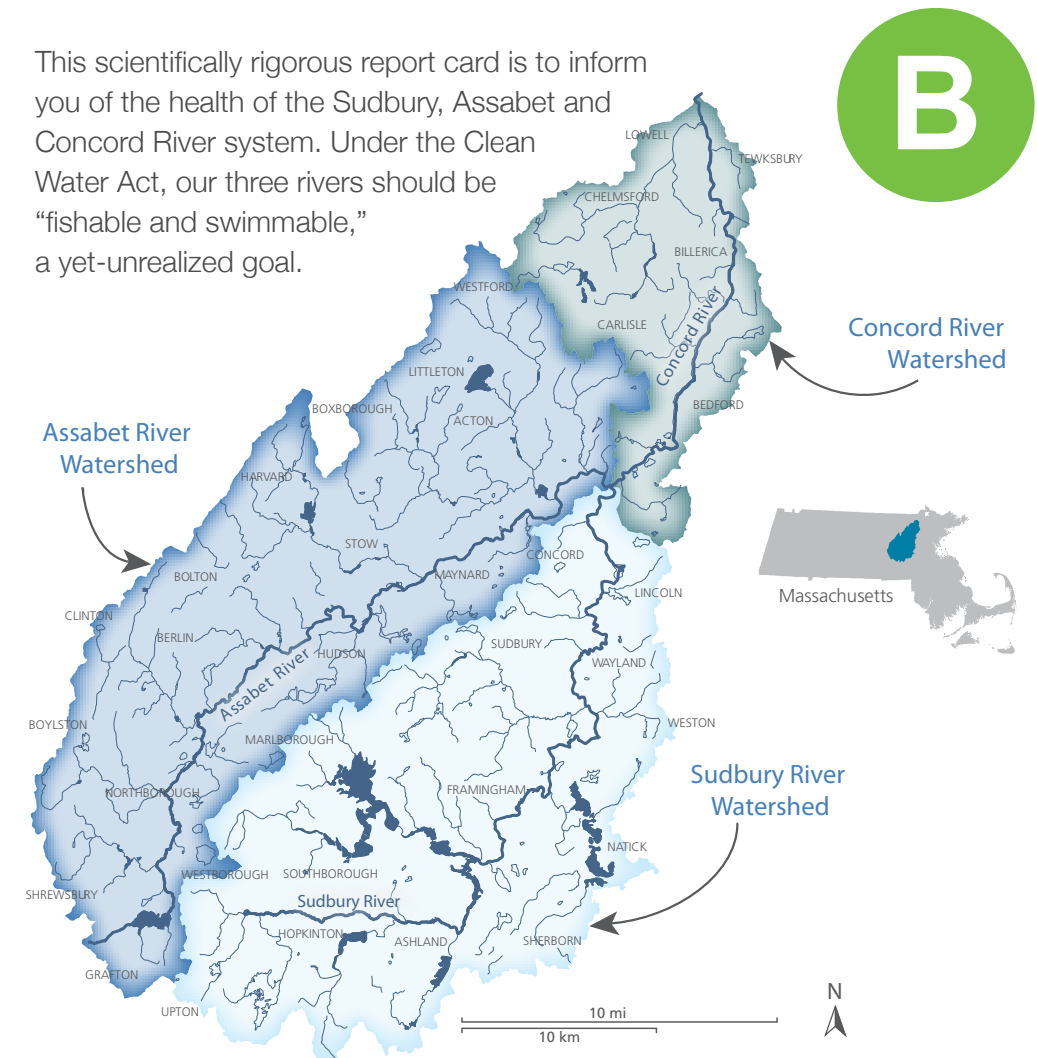 This scientifically rigorous report card is to inform
you of the health of the Sudbury, Assabet and
Concord River system. Under the Clean
Water Act, our three rivers should be
“fishable and swimmable,”
a yet-unrealized goal.
B
LOWELL
TEWKSBURY
CHELMSFORD
BILLERICA
WESTFORD
CARLISLE
Concord River
Concord River
Watershed
LITTLETON
BOXBOROUGH
ACTON
BEDFORD
Assabet River
Watershed
HARVARD
STOW
CONCORD
MAYNARD
BOLTON
LINCOLN
Massachusetts
CLINTON
BERLIN
HUDSON
SUDBURY
WAYLAND
Assabet River
BOYLSTON
WESTON
MARLBOROUGH
NORTHBOROUGH
FRAMINGHAM
Sudbury River
Watershed
NATICK
WESTBOROUGH
SOUTHBOROUGH
SHREWSBURY
Sudbury River
HOPKINTON
ASHLAND
SHERBORN
GRAFTON
UPTON
10 mi
10 km
N